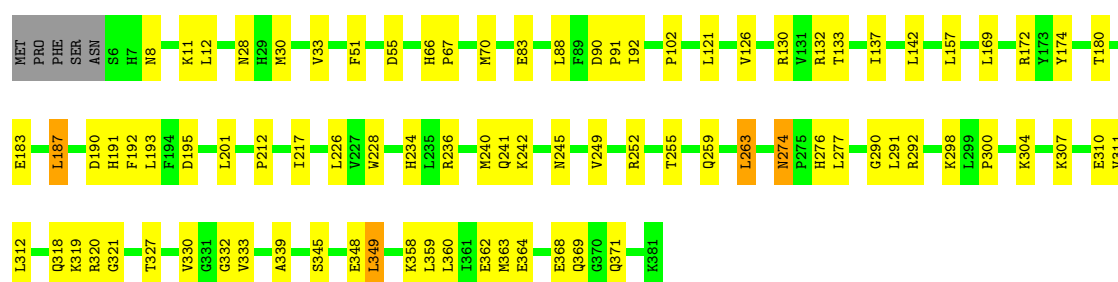 MET PRO PHE SER ASN S6 H7 N8 K11 L12 N28 H29 M30 V33 F51 D55 H66 P67 M70 E83 L88 F89 D90 P91 I92 P102 L121 V126 R130 V131 R132 T133 I137 L142 L157 L169 R172 Y173 Y174 T180
E183 L187 D190 H191 F192 L193 F194 D195 L201 P212 I217 L226 V227 W228 H234 L235 R236 M240 Q241 K242 N245 V249 R252 T255 Q259 L263 N274 P275 H276 L277 G290 L291 R292 K298 L299 P300 K304 K307 E310
L312 Q318 K319 R320 G321 T327 V330 G331 G332 V333 A339 S345 E348 L349 K358 L359 L360 I361 E362 M363 E364 E368 Q369 G370 Q371 K381